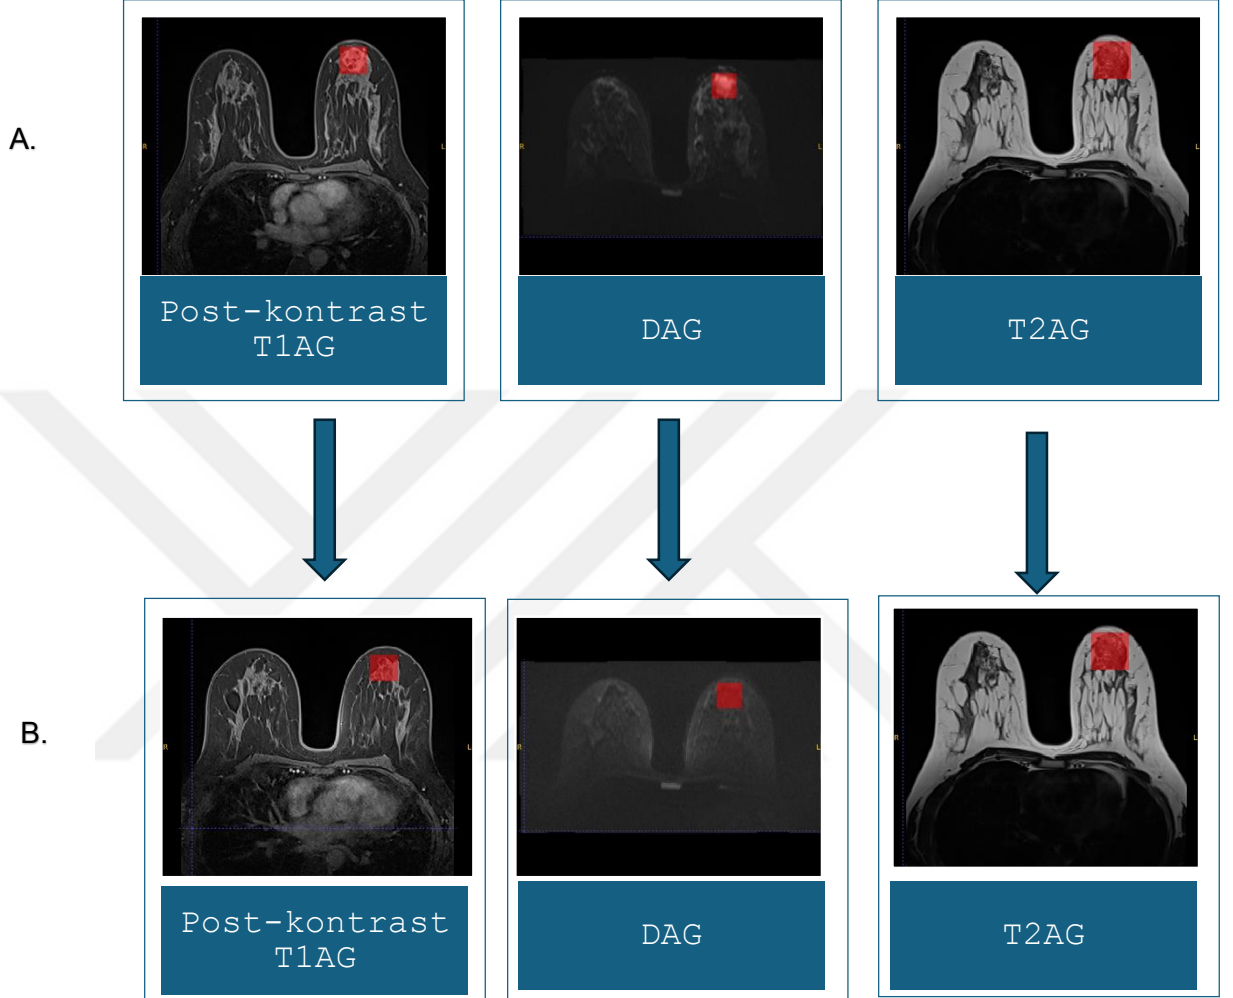 A.
R
L
R
L
R
L
Post-kontrast
T1AG
DAG
T2AG
B.
R
L
R
L
R
L
Post-kontrast
T1AG
DAG
T2AG